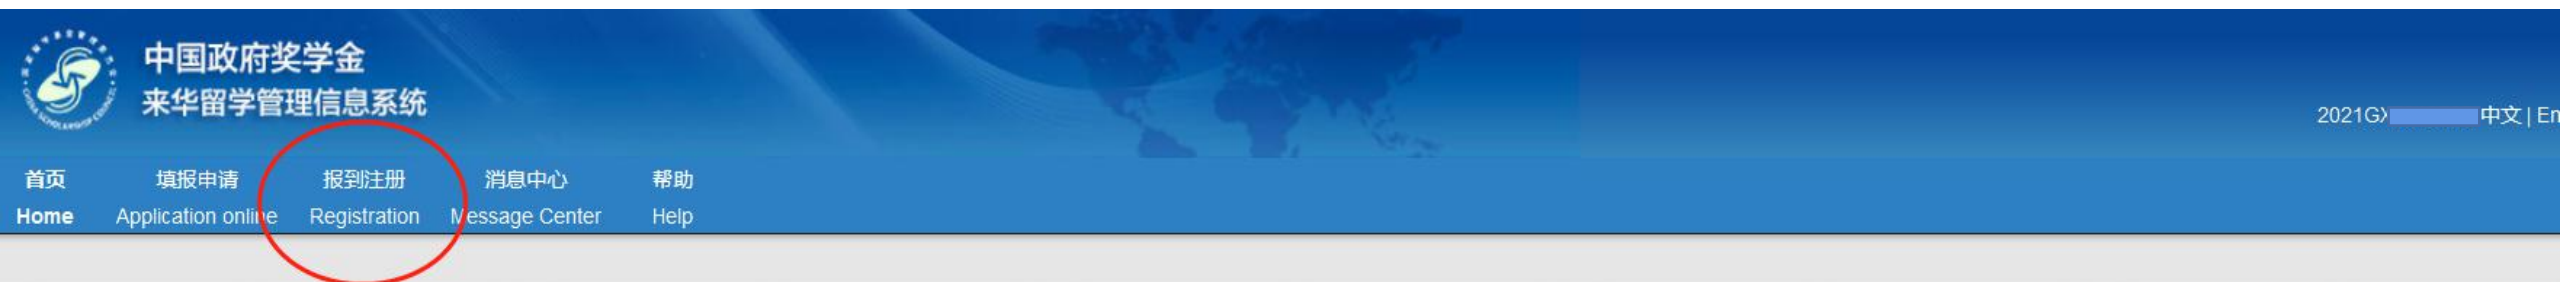 中国政府奖学金
来华留学管理信息系统
2021G 中文 | En
首页 填报申请 报到注册 消息中心 帮助
Home Application online Registration Message Center Help